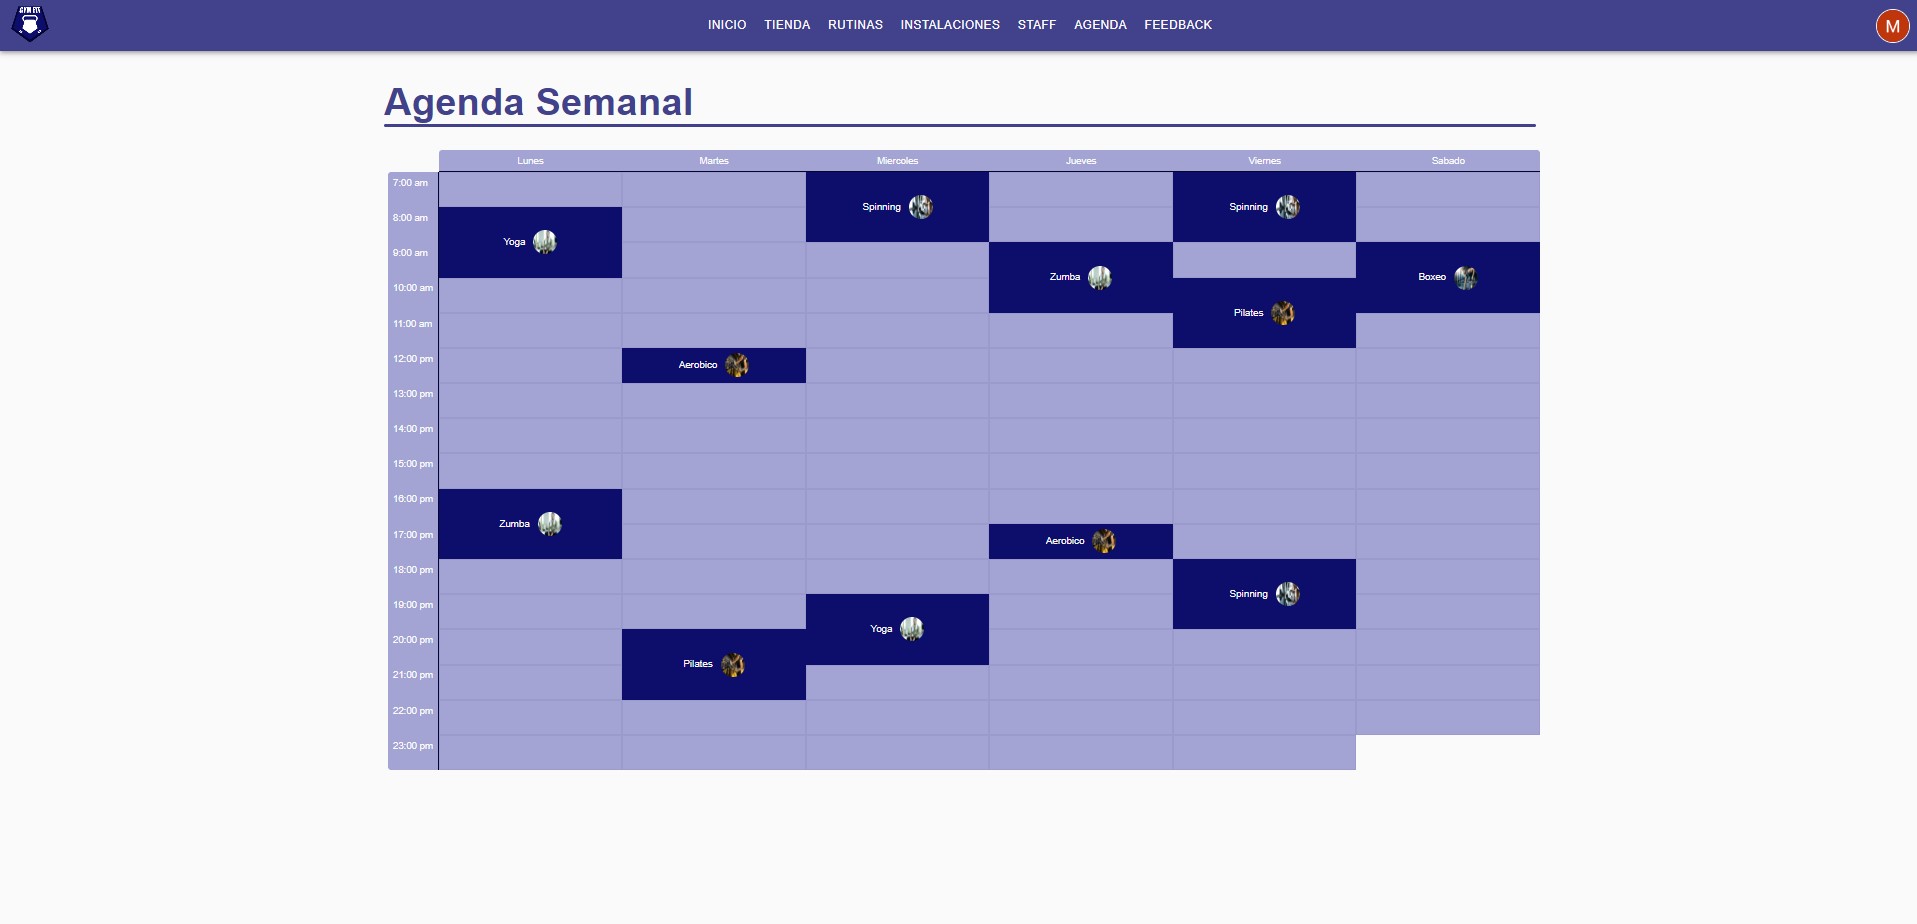 GYM FIT
INICIO TIENDA RUTINAS INSTALACIONES STAFF AGENDA FEEDBACK
M
Agenda Semanal
Lunes Martes Miercoles Jueves Viernes Sabado
7:00 am
Spinning Spinning
8:00 am
Yoga
9:00 am
Zumba Boxeo
10:00 am
Pilates
11:00 am
12:00 pm
Aerobico
13:00 pm
14:00 pm
15:00 pm
16:00 pm
Zumba
17:00 pm
Aerobico
18:00 pm
Spinning
19:00 pm
Yoga
20:00 pm
Pilates
21:00 pm
22:00 pm
23:00 pm